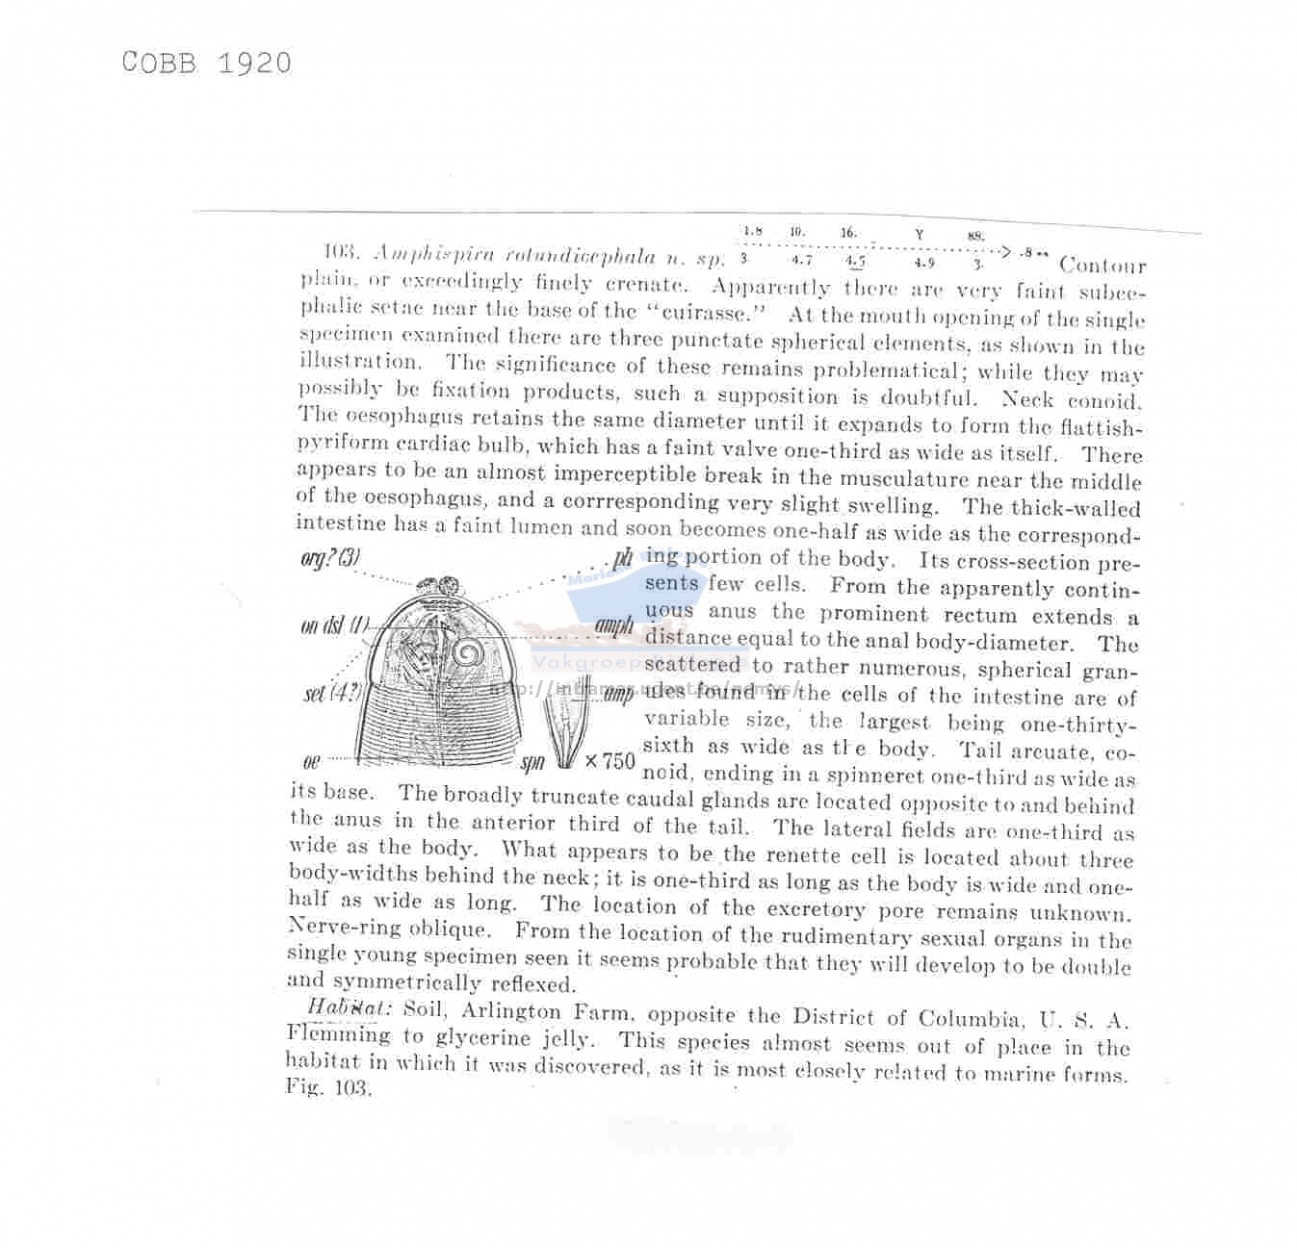 COBB 1920
1.8 10. 16. Y 88.
103. Amphispira rotundicephala n. sp. 3 4.7 4.5 4.9 3. .8 Contour
plain, or exceedingly finely crenate. Apparently there are very faint subce-
phalic setae near the base of the “cuirasse.” At the mouth opening of the single
specimen examined there are three punctate spherical elements, as shown in the
illustration. The significance of these remains problematical; while they may
possibly be fixation products, such a supposition is doubtful. Neck conoid.
The oesophagus retains the same diameter until it expands to form the flattish-
pyriform cardiac bulb, which has a faint valve one-third as wide as itself. There
appears to be an almost imperceptible break in the musculature near the middle
of the oesophagus, and a corrresponding very slight swelling. The thick-walled
intestine has a faint lumen and soon becomes one-half as wide as the correspond-
org? (3) ph ing portion of the body. Its cross-section pre-
sents few cells. From the apparently contin-
uous anus the prominent rectum extends a
on dsl (1) amph distance equal to the anal body-diameter. The
Vakgroep
scattered to rather numerous, spherical gran-
set (4?) amp ules found in the cells of the intestine are of
variable size, the largest being one-thirty-
sixth as wide as the body. Tail arcuate, co-
oe spn ×750 noid, ending in a spinneret one-third as wide as
its base. The broadly truncate caudal glands are located opposite to and behind
the anus in the anterior third of the tail. The lateral fields are one-third as
wide as the body. What appears to be the renette cell is located about three
body-widths behind the neck; it is one-third as long as the body is wide and one-
half as wide as long. The location of the excretory pore remains unknown.
Nerve-ring oblique. From the location of the rudimentary sexual organs in the
single young specimen seen it seems probable that they will develop to be double
and symmetrically reflexed.
Habitat: Soil, Arlington Farm, opposite the District of Columbia, U. S. A.
Flemming to glycerine jelly. This species almost seems out of place in the
habitat in which it was discovered, as it is most closely related to marine forms.
Fig. 103.